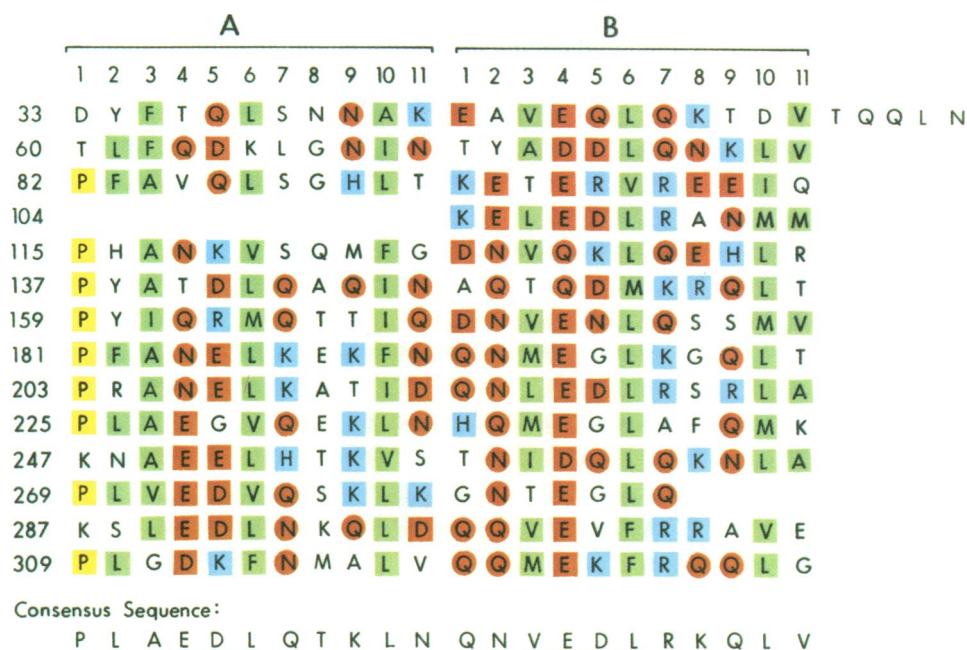 A B
1 2 3 4 5 6 7 8 9 10 11 1 2 3 4 5 6 7 8 9 10 11
33 D Y F T Q L S N N A K E A V E Q L Q K T D V T Q Q L N
60 T L F Q D K L G N I N T Y A D D L Q N K L V
82 P F A V Q L S G H L T K E T E R V R E E I Q
104 K E L E D L R A N M M
115 P H A N K V S Q M F G D N V Q K L Q E H L R
137 P Y A T D L Q A Q I N A Q T Q D M K R Q L T
159 P Y I Q R M Q T T I Q D N V E N L Q S S M V
181 P F A N E L K E K F N Q N M E G L K G Q L T
203 P R A N E L K A T I D Q N L E D L R S R L A
225 P L A E G V Q E K L N H Q M E G L A F Q M K
247 K N A E E L H T K V S T N I D Q L Q K N L A
269 P L V E D V Q S K L K G N T E G L Q
287 K S L E D L N K Q L D Q Q V E V F R R A V E
309 P L G D K F N M A L V Q Q M E K F R Q Q L G
Consensus Sequence:
P L A E D L Q T K L N Q N V E D L R K Q L V